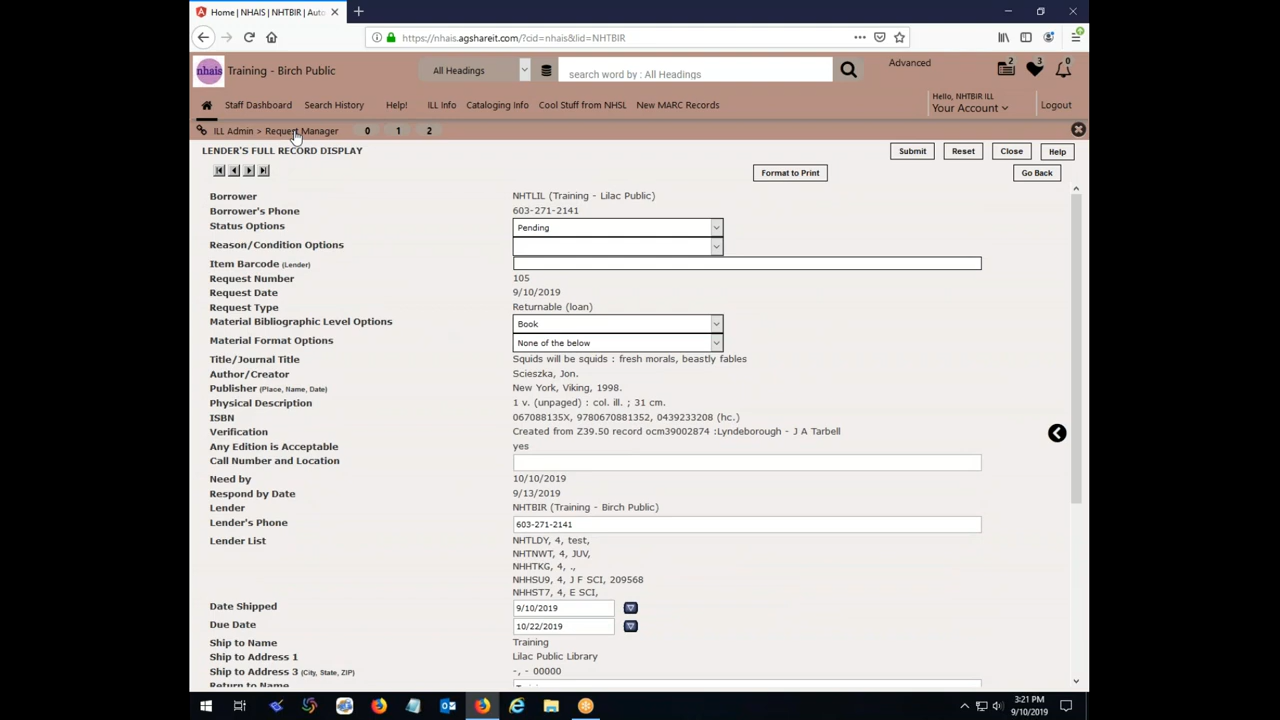 Home | NHAIS | NHTBIR | Auto
https://nhais.agshareit.com/?cid=nhais&lid=NHTBIR
nhais
Training - Birch Public
All Headings
search word by : All Headings
Advanced
2
3
0
Staff Dashboard
Search History
Help!
ILL Info
Cataloging Info
Cool Stuff from NHSL
New MARC Records
Hello, NHTBIR ILL
Your Account
Logout
ILL Admin > Request Manager 0 1 2
LENDER'S FULL RECORD DISPLAY
Submit
Reset
Close
Help
Format to Print
Go Back
Borrower NHTLIL (Training - Lilac Public)
Borrower's Phone 603-271-2141
Status Options Pending
Reason/Condition Options
Item Barcode (Lender)
Request Number 105
Request Date 9/10/2019
Request Type Returnable (loan)
Material Bibliographic Level Options Book
Material Format Options None of the below
Title/Journal Title Squids will be squids : fresh morals, beastly fables
Author/Creator Scieszka, Jon.
Publisher (Place, Name, Date) New York, Viking, 1998.
Physical Description 1 v. (unpaged) : col. ill. ; 31 cm.
ISBN 067088135X, 9780670881352, 0439233208 (hc.)
Verification Created from Z39.50 record ocm39002874 :Lyndeborough - J A Tarbell
Any Edition is Acceptable yes
Call Number and Location
Need by 10/10/2019
Respond by Date 9/13/2019
Lender NHTBIR (Training - Birch Public)
Lender's Phone 603-271-2141
Lender List NHTLDY, 4, test,
NHTNWT, 4, JUV,
NHHTKG, 4, .,
NHHSU9, 4, J F SCI, 209568
NHHST7, 4, E SCI,
Date Shipped 9/10/2019
Due Date 10/22/2019
Ship to Name Training
Ship to Address 1 Lilac Public Library
Ship to Address 3 (City, State, ZIP) -, - 00000
Return to Name
3:21 PM
9/10/2019